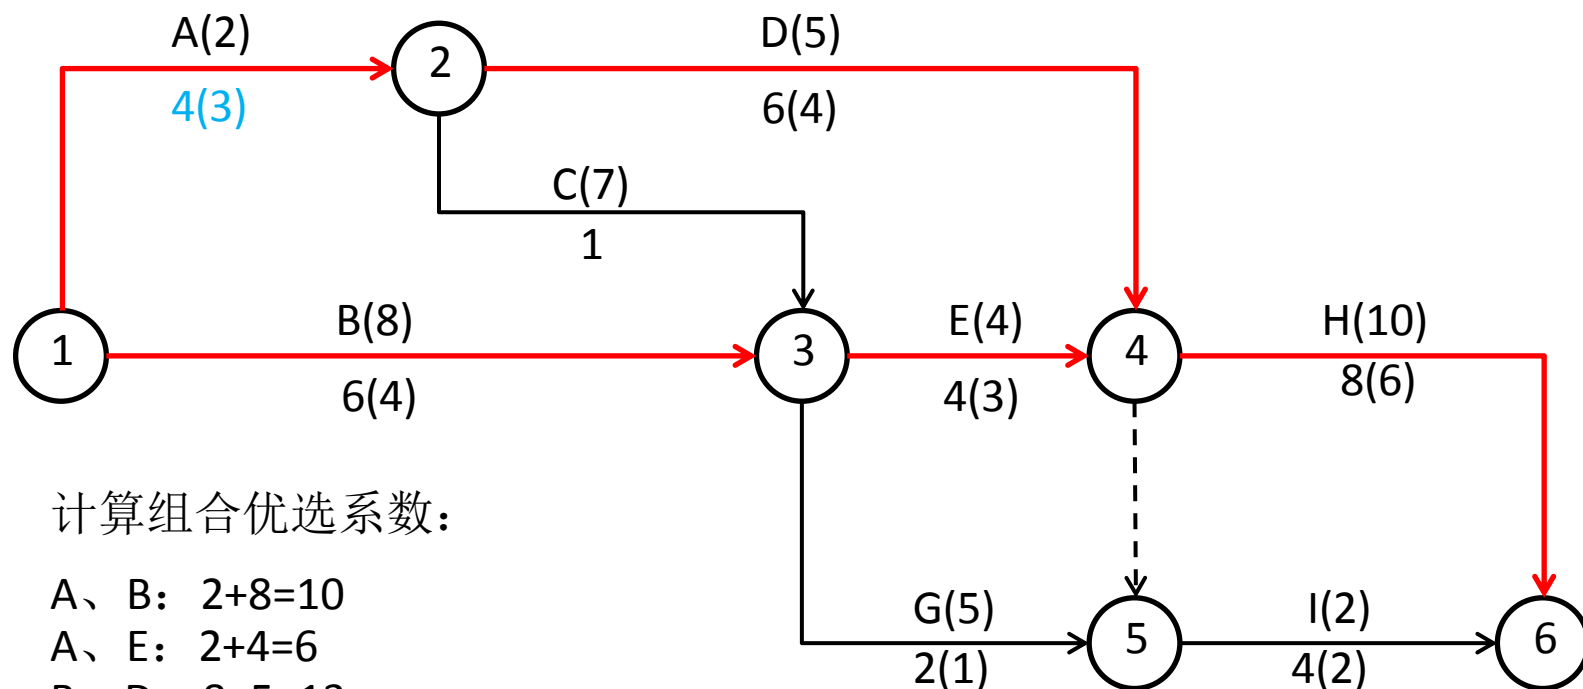 A(2)
D(5)
2
4(3)
6(4)
C(7)
1
B(8)
E(4)
H(10)
1
3
4
6(4)
4(3)
8(6)
计算组合优选系数：
A、B：2+8=10
G(5)
I(2)
A、E：2+4=6
5
6
2(1)
4(2)